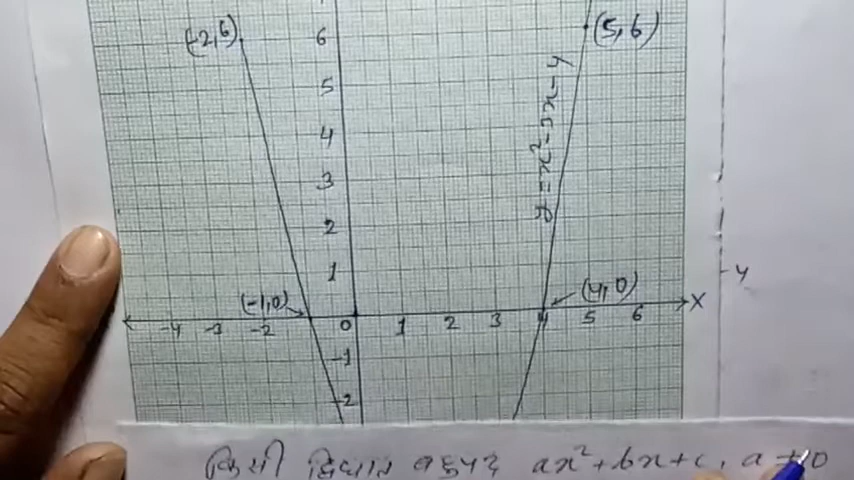 (-2,6)
6
(5,6)
5
4
3
2
1
y = x²-3x-4
-y
(-1,0)
(4,0)
X
-4 -3 -2 0 1 2 3 4 5 6
-1
-2
किसी द्विघात बहुपद ax²+bx+c, a ≠ 0